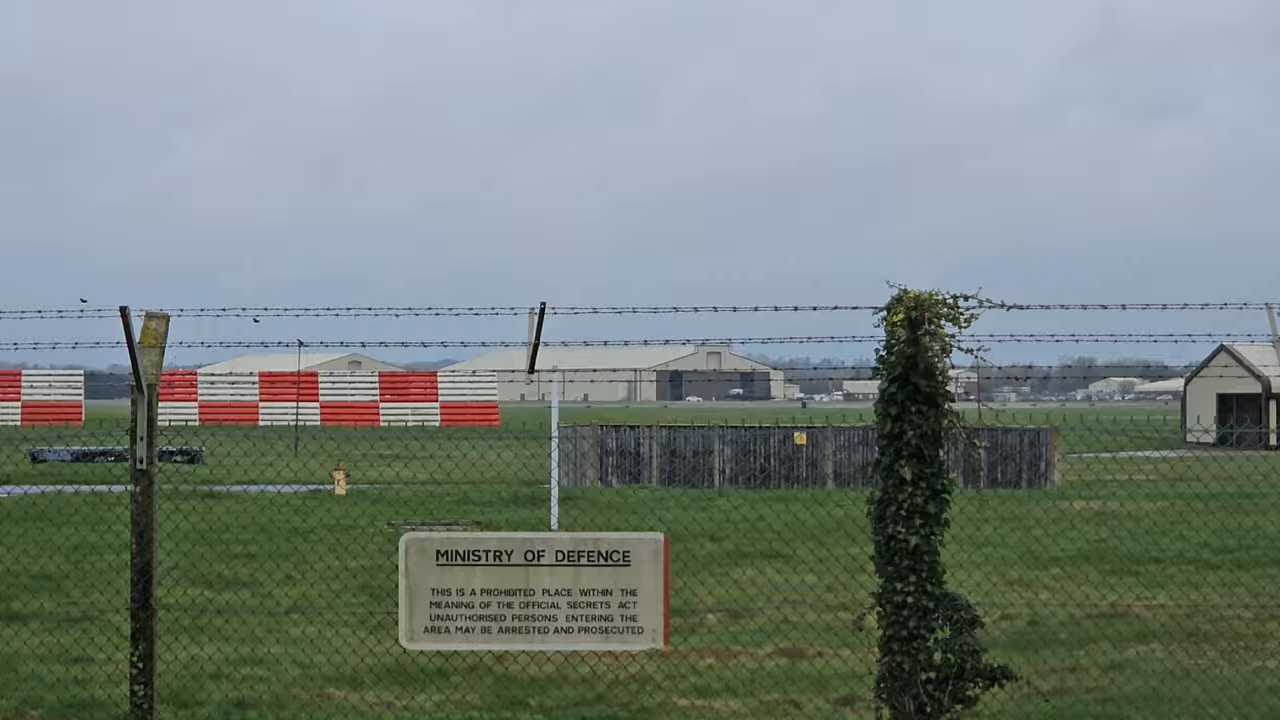 MINISTRY OF DEFENCE
THIS IS A PROHIBITED PLACE WITHIN THE
MEANING OF THE OFFICIAL SECRETS ACT
UNAUTHORISED PERSONS ENTERING THE
AREA MAY BE ARRESTED AND PROSECUTED